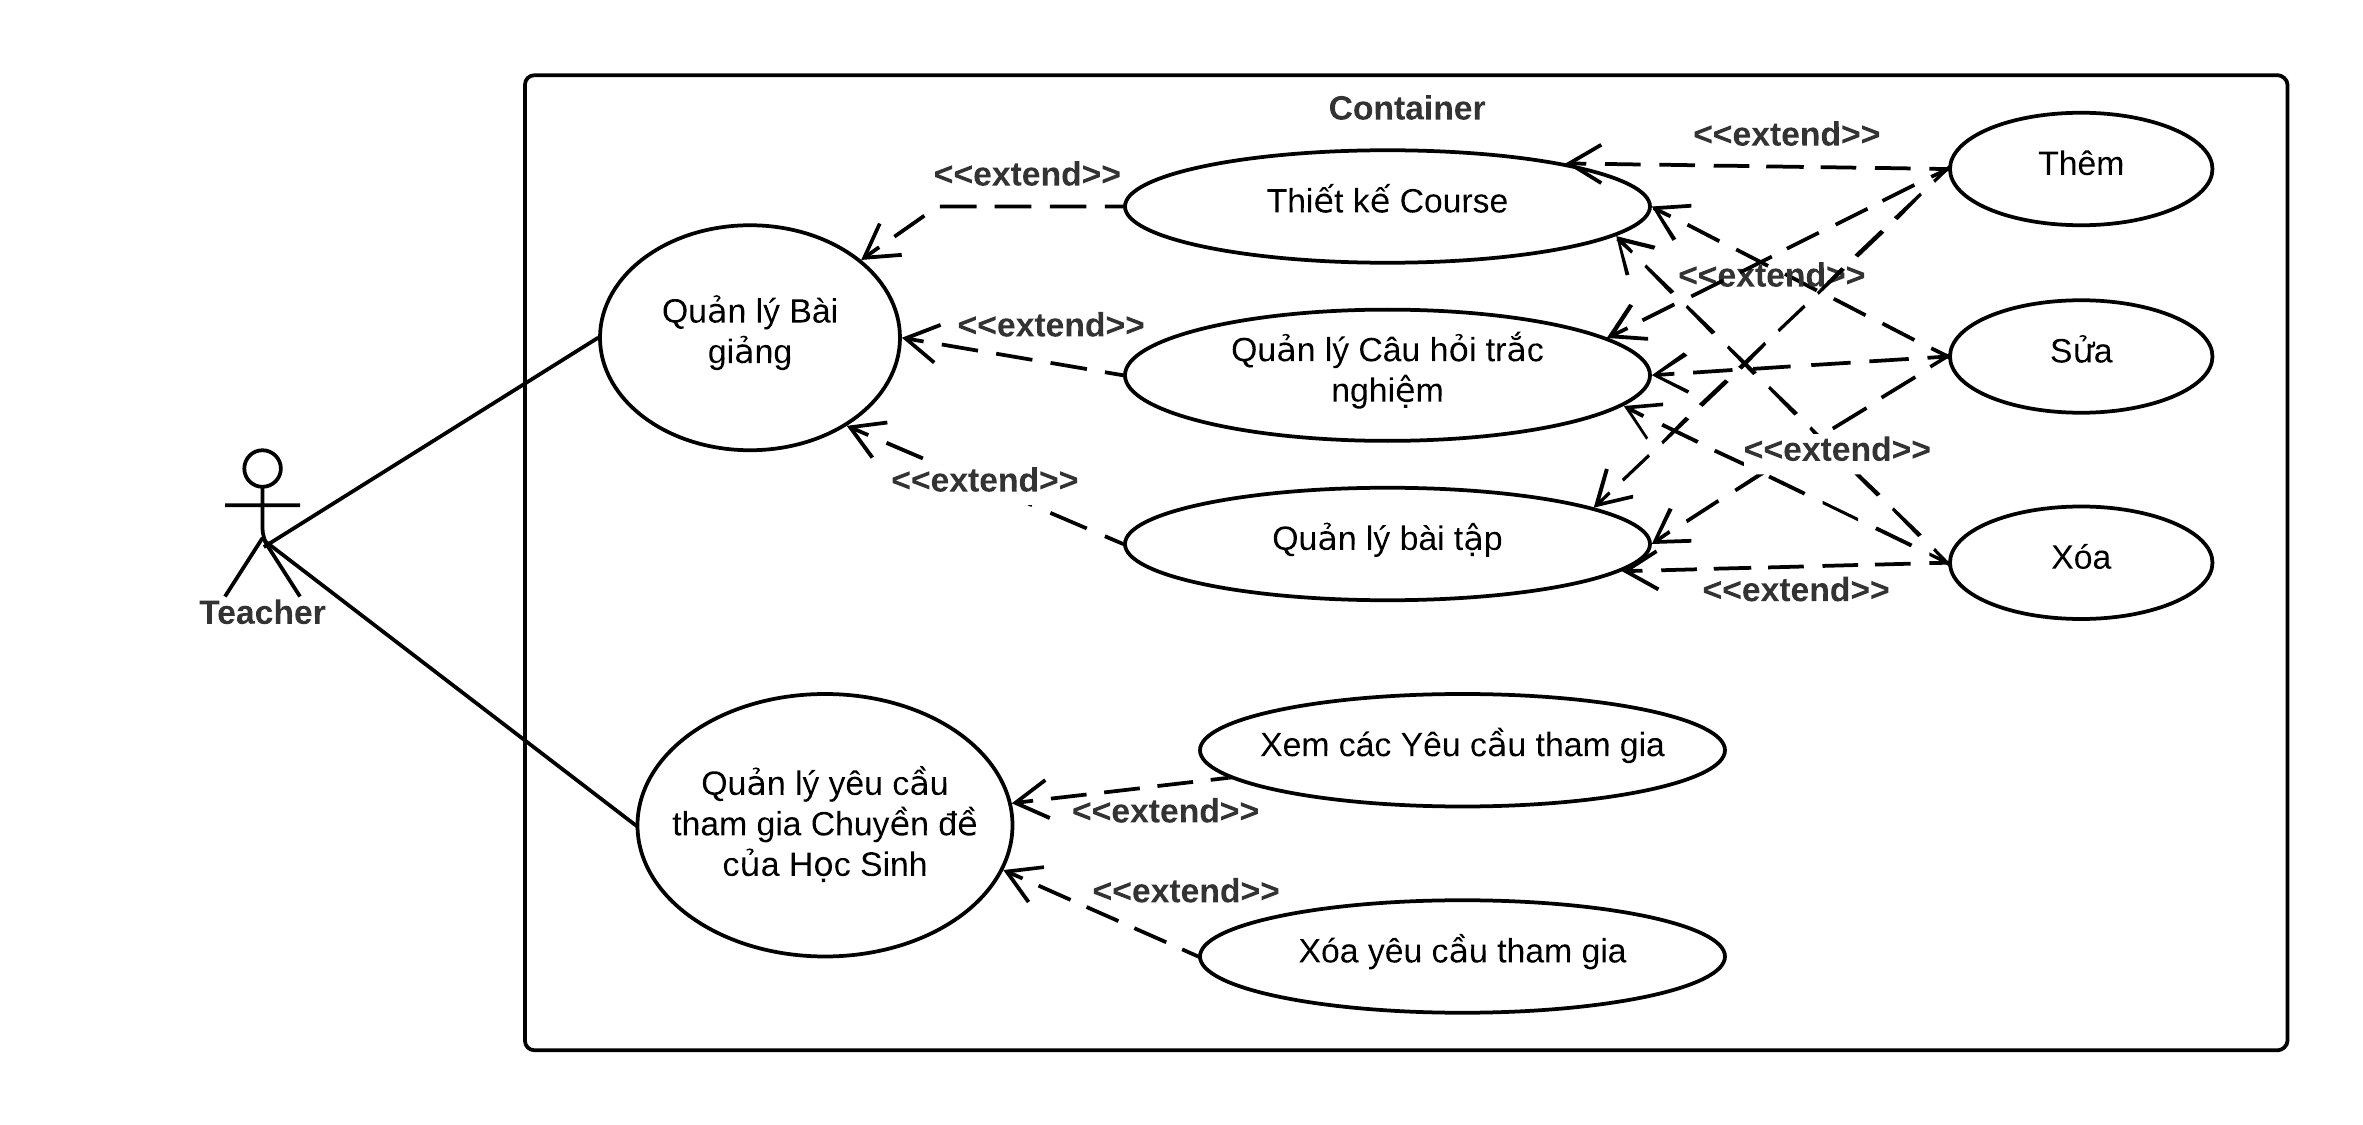 Container
<<extend>>
Thêm
<<extend>>
Thiết kế Course
<<extend>>
Quản lý Bài
giảng
<<extend>>
Quản lý Câu hỏi trắc
nghiệm
Sửa
<<extend>>
<<extend>>
Quản lý bài tập
Xóa
<<extend>>
Teacher
Xem các Yêu cầu tham gia
Quản lý yêu cầu
tham gia Chuyền đề
của Học Sinh
<<extend>>
<<extend>>
Xóa yêu cầu tham gia